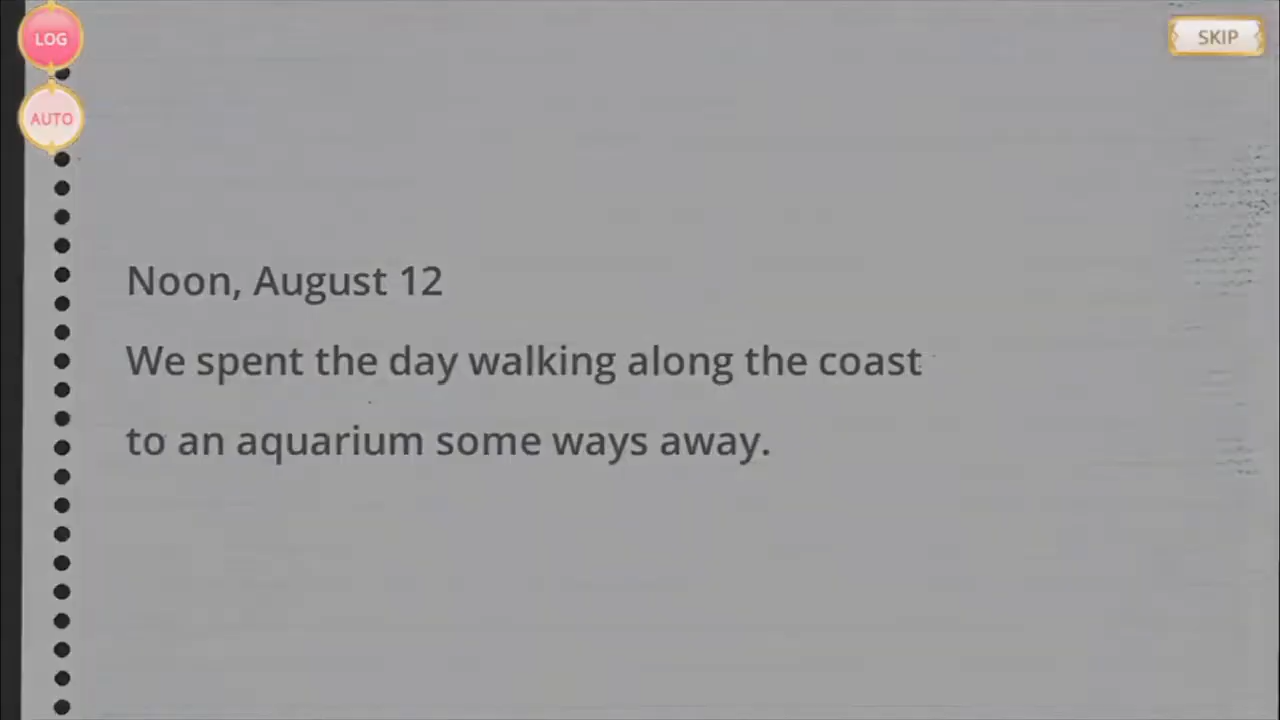 LOG
SKIP
AUTO
Noon, August 12
We spent the day walking along the coast
to an aquarium some ways away.